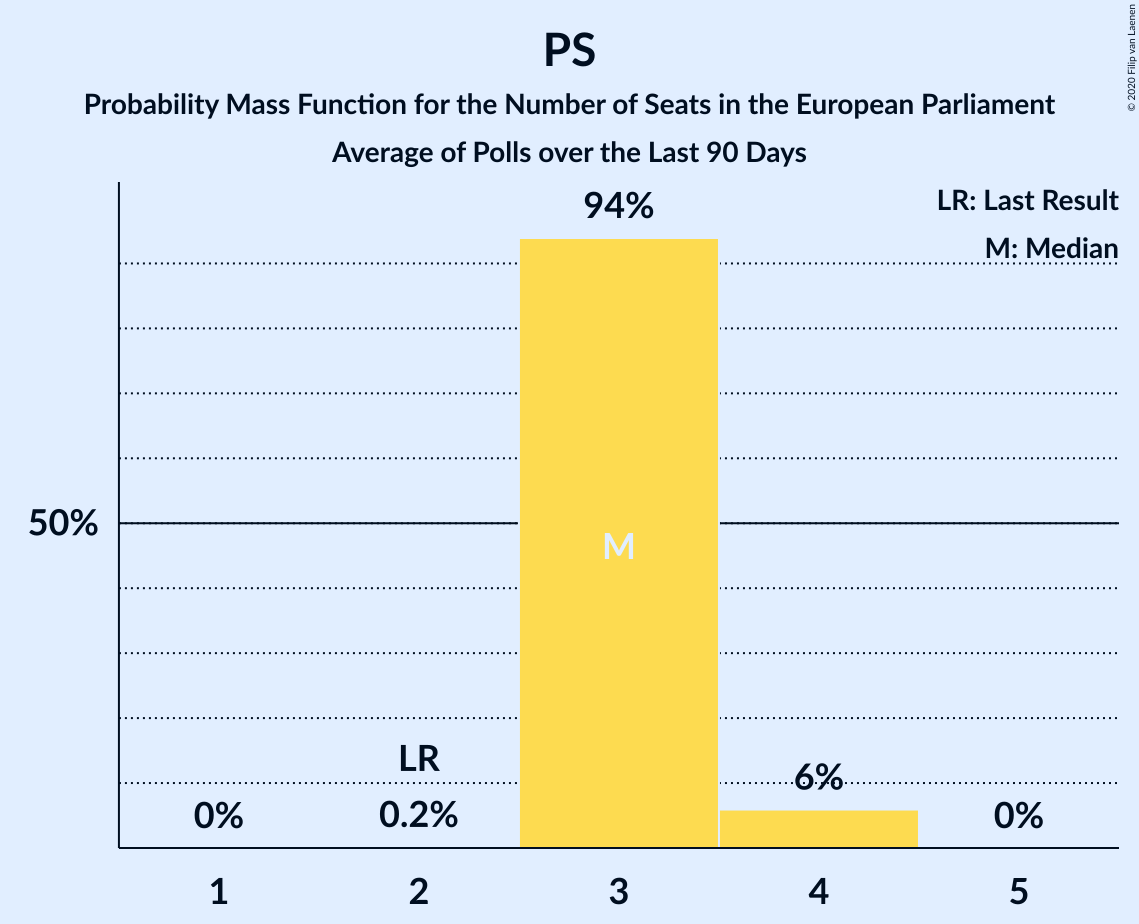 PS
Probability Mass Function for the Number of Seats in the European Parliament
Average of Polls over the Last 90 Days
© 2020 Filip van Laenen
LR: Last Result
M: Median
94%
50%
M
LR
0%
0.2%
6%
0%
1
2
3
4
5